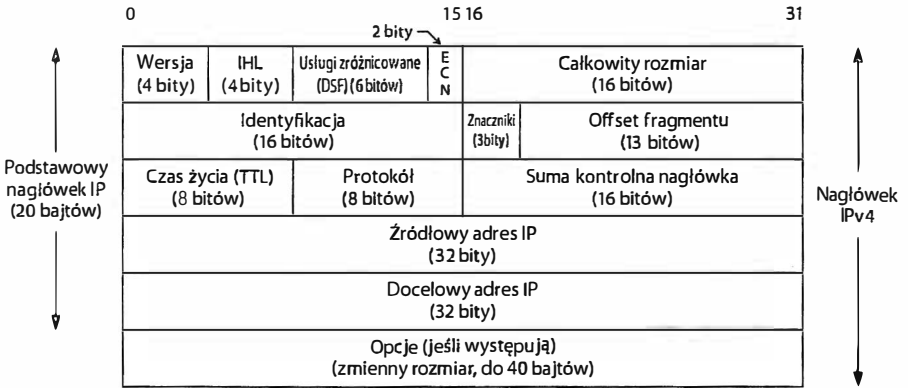 0 15 16 31
2 bity
Wersja IHL Usługi zróżnicowane E C N Całkowity rozmiar
(4 bity) (4 bity) (DSF) (6 bitów) (16 bitów)
Identyfikacja Znaczniki Offset fragmentu
(16 bitów) (3 bity) (13 bitów)
Czas życia (TTL) Protokół Suma kontrolna nagłówka
(8 bitów) (8 bitów) (16 bitów)
Źródłowy adres IP
(32 bity)
Docelowy adres IP
(32 bity)
Opcje (jeśli występują)
(zmienny rozmiar, do 40 bajtów)
Podstawowy
nagłówek IP
(20 bajtów)
Nagłówek
IPv4